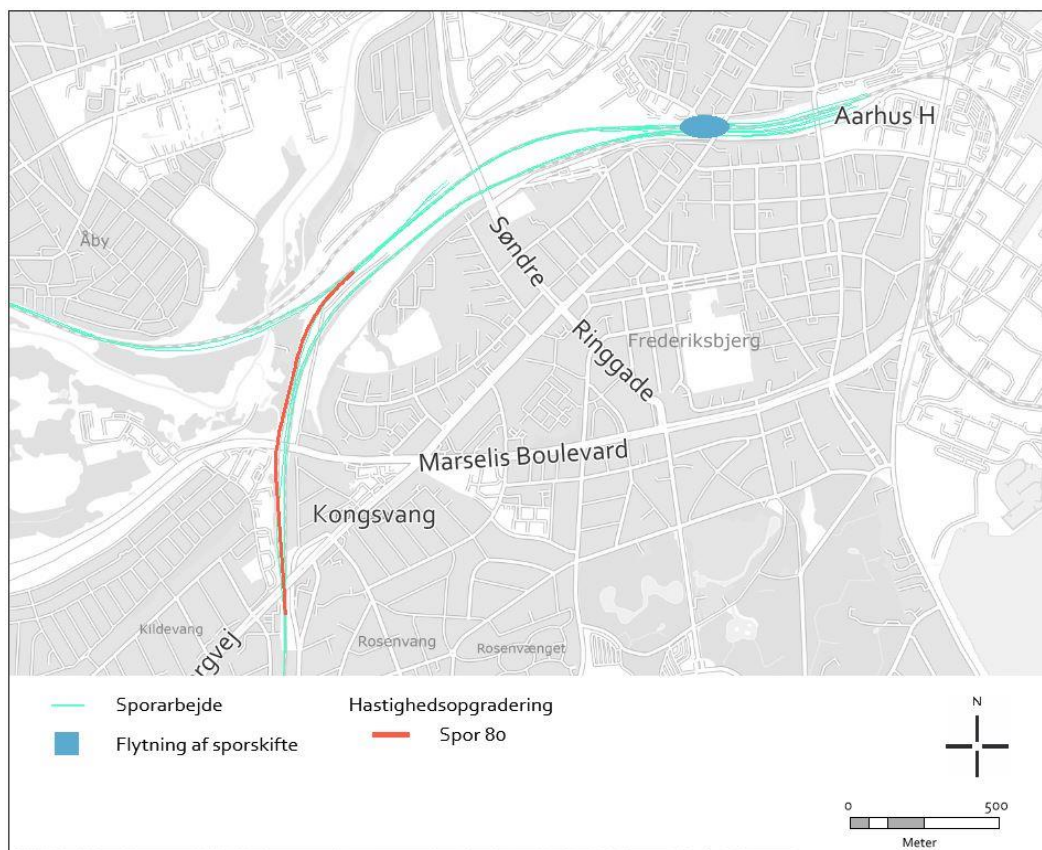 Aarhus H
Åby
Søndre
Ringgade
Frederiksbjerg
Marselis Boulevard
Kongsvang
Kildevang
Rosenvang
Rosenvænget
ergvej
Sporarbejde
Flytning af sporskifte
Hastighedsopgradering
Spor 80
N
0 500
Meter